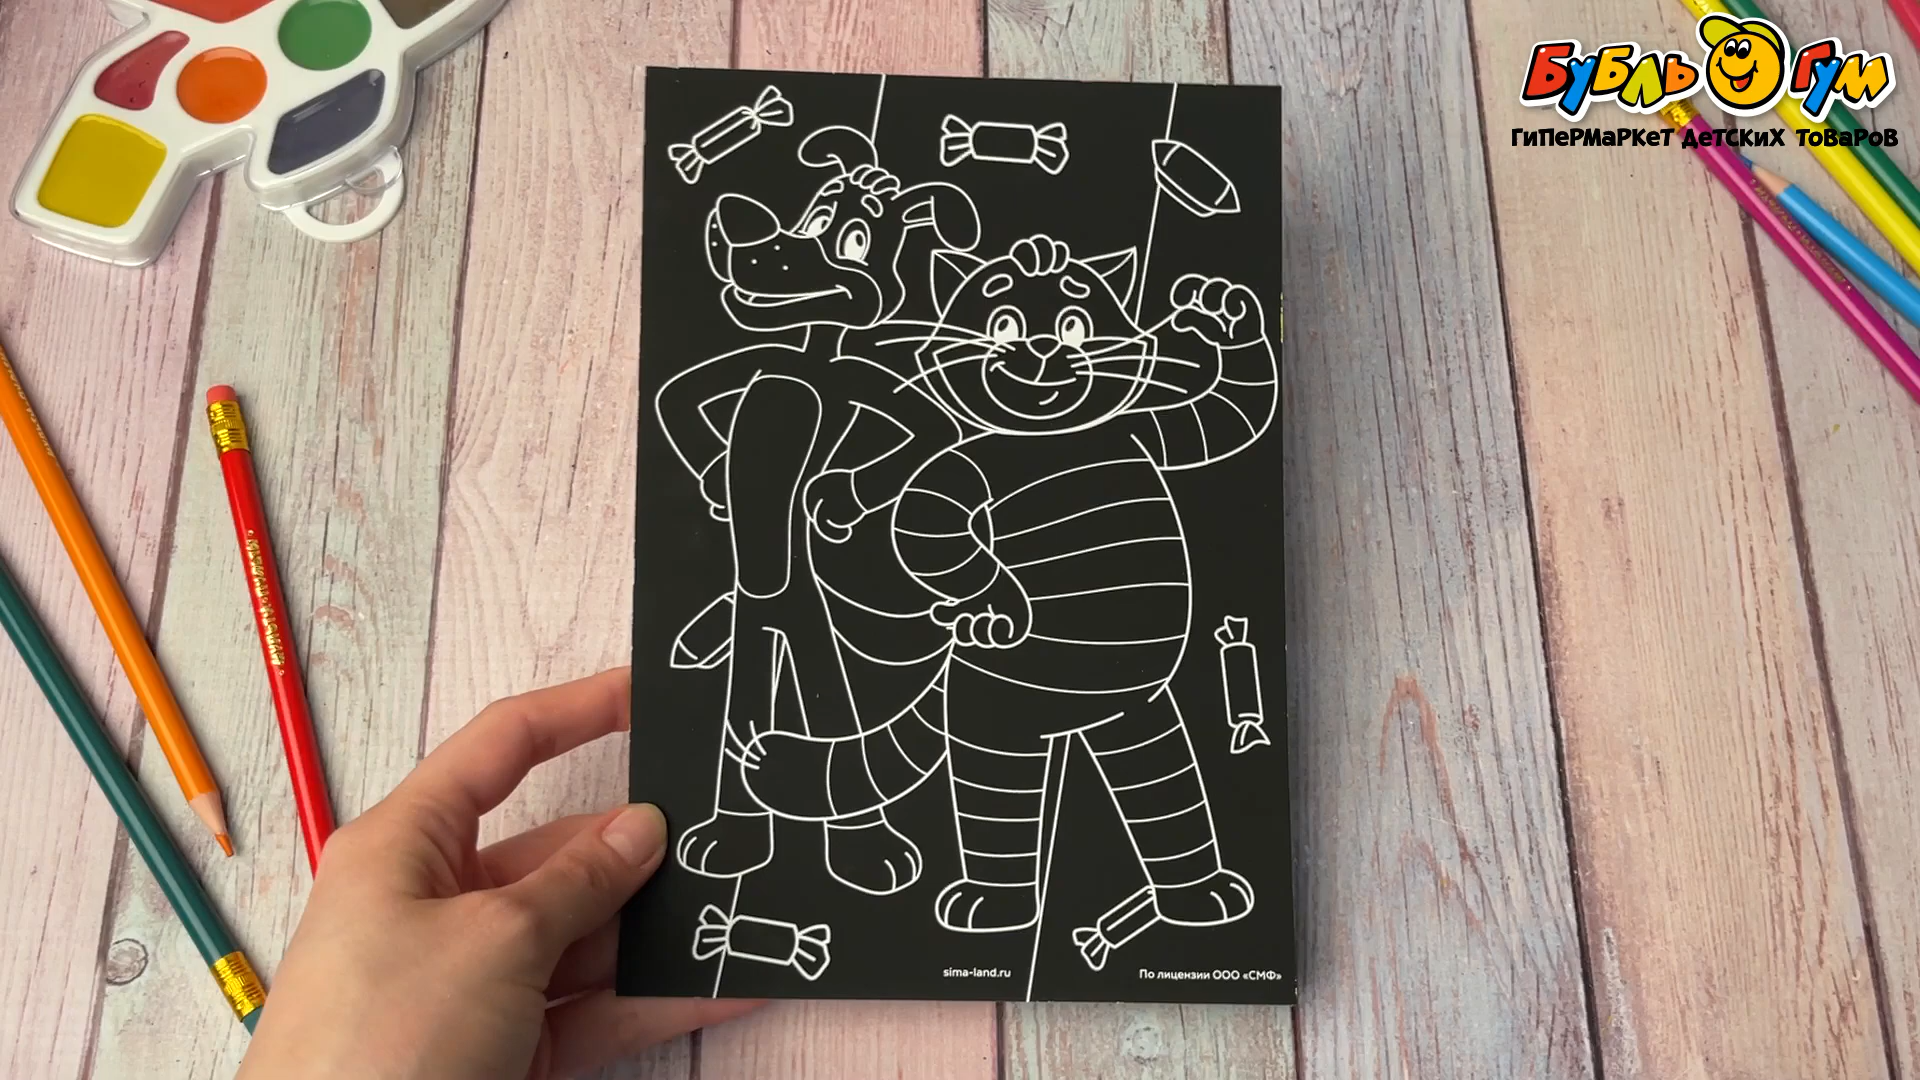 Бубль Гум
гипермаркет детских товаров
sima-land.ru
По лицензии ООО «СМФ»